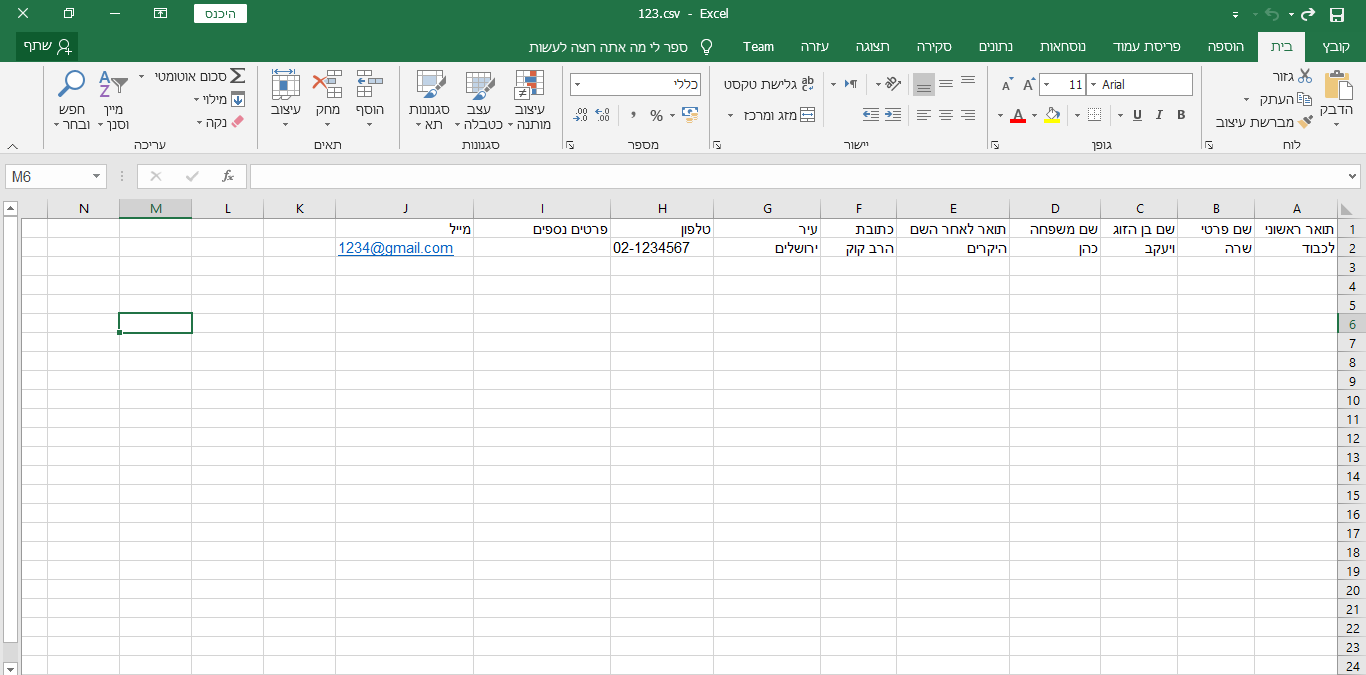 123.csv - Excel
היכנס
קובץ בית הוספה פריסת עמוד נוסחאות נתונים סקירה תצוגה עזרה Team ספר לי מה אתה רוצה לעשות שתף
הדבק גזור העתק מברשת עיצוב
Arial 11 A A
B I U A
גלישת טקסט ab
מזג ומרכז
כללי
% , .00 .0 .0 .00
עיצוב מותנה עצב כטבלה סגנונות תא
הוסף מחק עיצוב
סכום אוטומטי מילוי נקה
מיין וסנן חפש ובחר
לוח גופן יישור מספר סגנונות תאים עריכה
M6 fx
A B C D E F G H I J K L M N
1 תואר ראשוני שם פרטי שם בן הזוג שם משפחה תואר לאחר השם כתובת עיר טלפון פרטים נספים מייל
2 לכבוד שרה ויעקב כהן היקרים הרב קוק ירושלים 02-1234567 1234@gmail.com
3
4
5
6
7
8
9
10
11
12
13
14
15
16
17
18
19
20
21
22
23
24